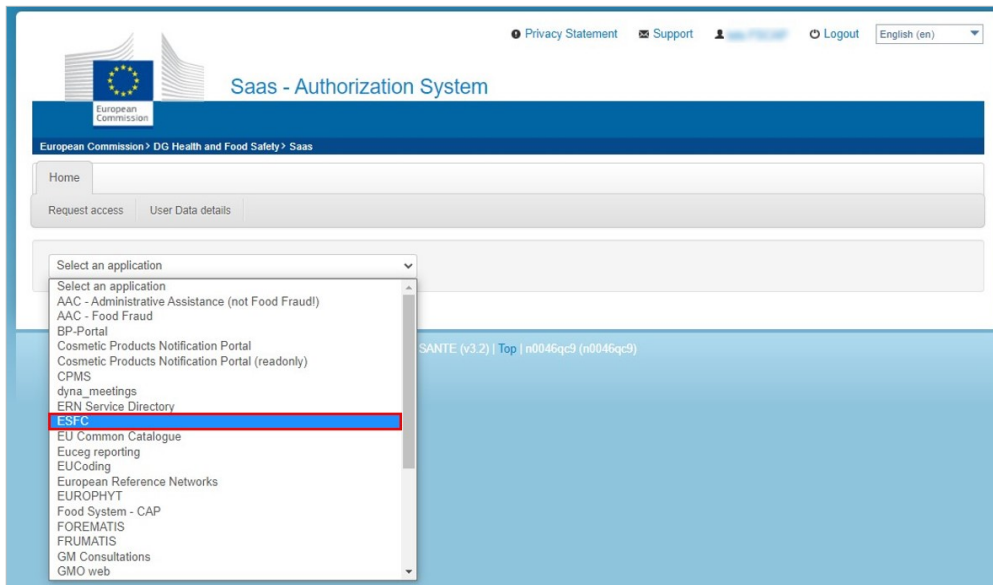 Privacy Statement Support Logout English (en)
European
Commission
Saas - Authorization System
European Commission > DG Health and Food Safety > Saas
Home
Request access User Data details
Select an application
Select an application
AAC - Administrative Assistance (not Food Fraud!)
AAC - Food Fraud
BP-Portal
Cosmetic Products Notification Portal
SANTE (v3.2) | Top | n0046qc9 (n0046qc9)
Cosmetic Products Notification Portal (readonly)
CPMS
dyna_meetings
ERN Service Directory
ESFC
EU Common Catalogue
Euceg reporting
EUCoding
European Reference Networks
EUROPHYT
Food System - CAP
FOREMATIS
FRUMATIS
GM Consultations
GMO web